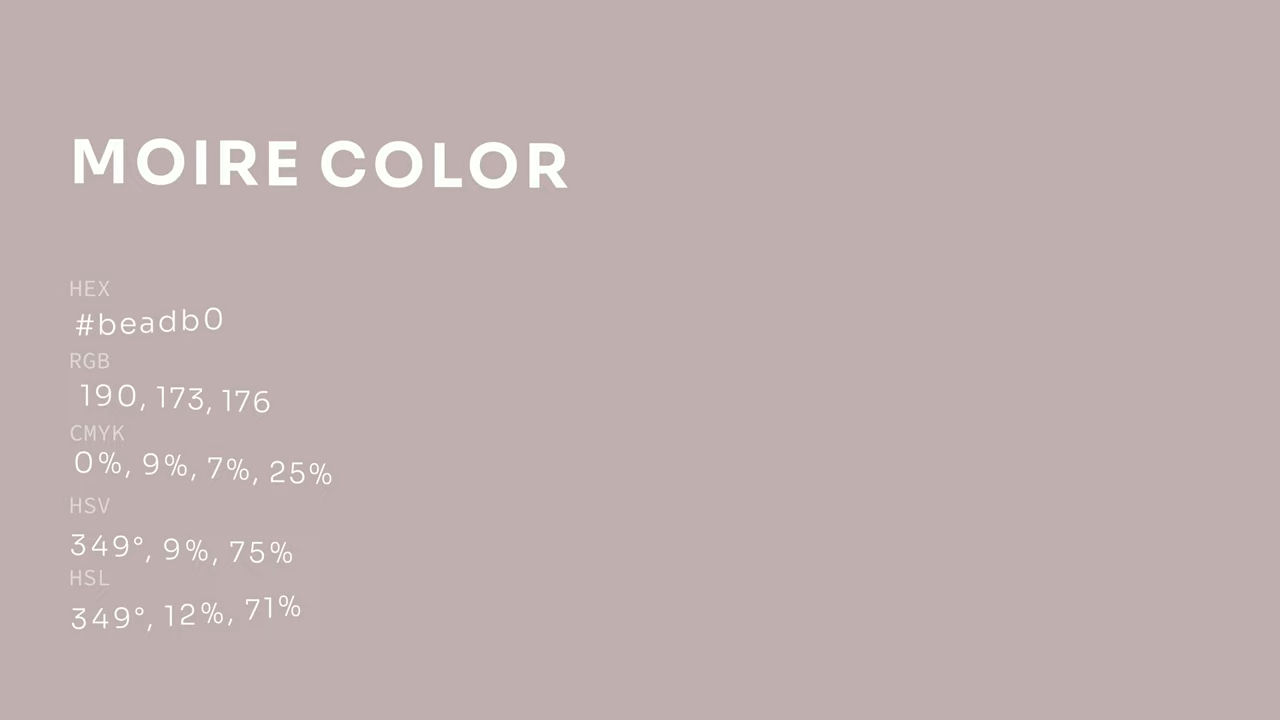 MOIRE COLOR
HEX
#beadb0
RGB
190, 173, 176
CMYK
0%, 9%, 7%, 25%
HSV
349°, 9%, 75%
HSL
349°, 12%, 71%